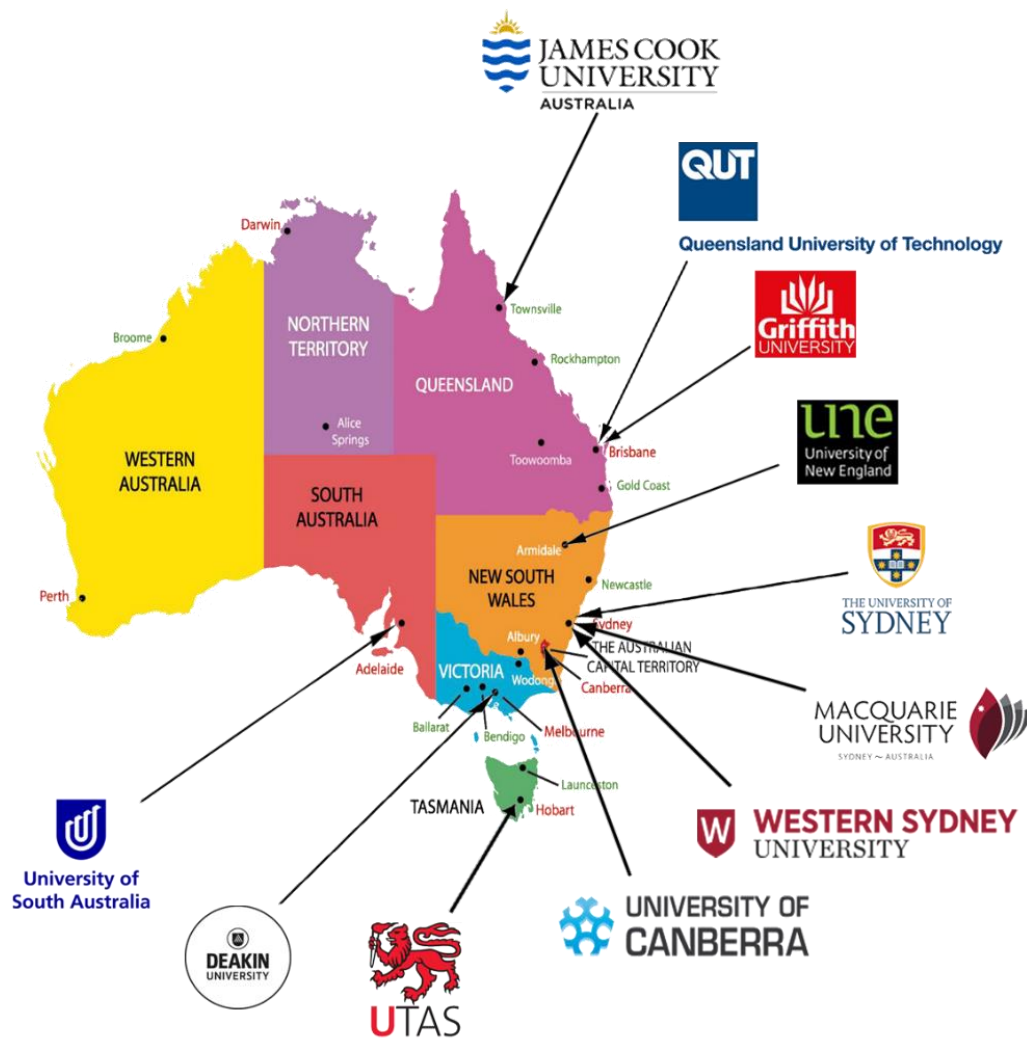 JAMES COOK
UNIVERSITY
AUSTRALIA
QUT
Queensland University of Technology
Darwin
Griffith
UNIVERSITY
Townsville
NORTHERN
TERRITORY
Broome
Rockhampton
QUEENSLAND
une
University of
New England
Alice
Springs
Toowoomba
Brisbane
WESTERN
AUSTRALIA
Gold Coast
SOUTH
AUSTRALIA
Armidale
NEW SOUTH
WALES
Newcastle
Perth
THE UNIVERSITY OF
SYDNEY
Sydney
Albury
THE AUSTRALIAN
CAPITAL TERRITORY
Adelaide
VICTORIA
Wodong
Canberra
MACQUARIE
UNIVERSITY
SYDNEY ~ AUSTRALIA
Ballarat
Bendigo
Melbourne
Launceston
TASMANIA
Hobart
W WESTERN SYDNEY
UNIVERSITY
University of
South Australia
UNIVERSITY OF
CANBERRA
DEAKIN
UNIVERSITY
UTAS